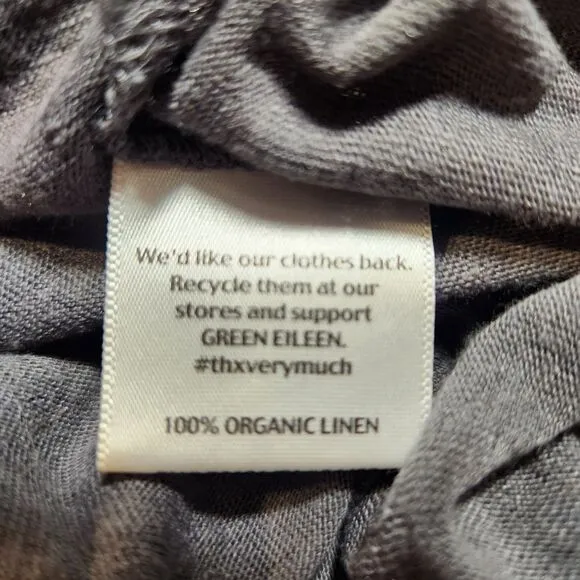 We'd like our clothes back.
Recycle them at our
stores and support
GREEN EILEEN.
#thxverymuch
100% ORGANIC LINEN